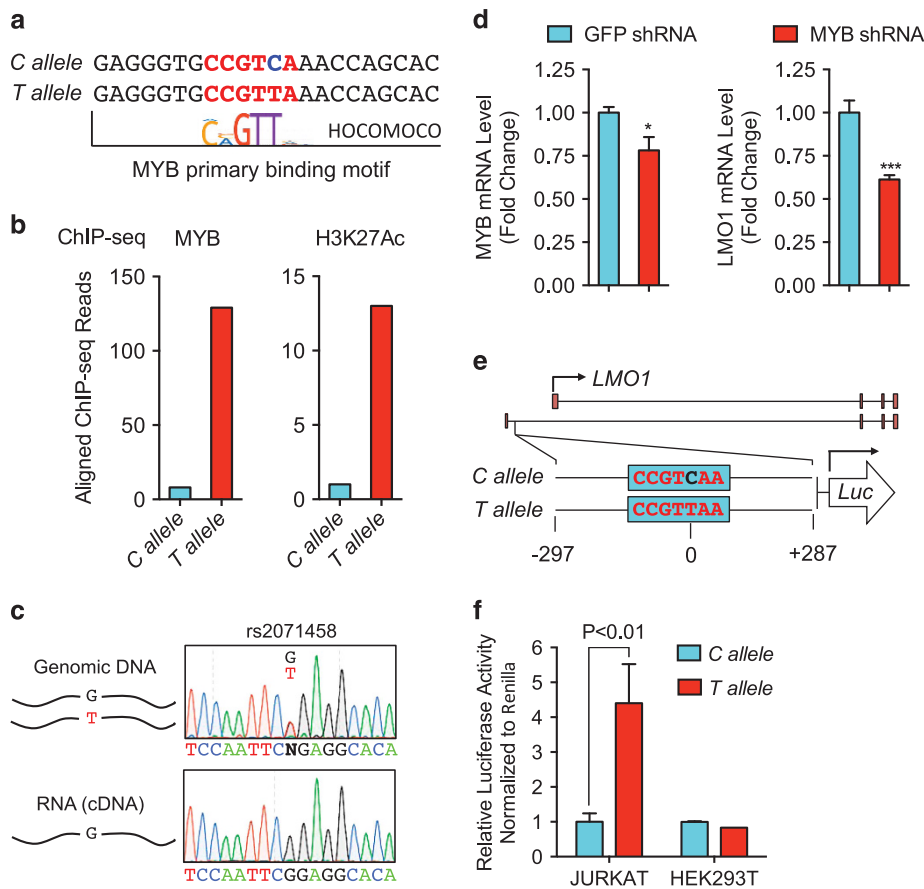 a
C allele GAGGGTGCCGTCAAACCAGCAC
T allele GAGGGTGCCGTTAAACCAGCAC
CAGTT HOCOMOCO
MYB primary binding motif
b
ChIP-seq MYB H3K27Ac
Aligned ChIP-seq Reads
150
100
50
0
C allele T allele
15
10
5
0
C allele T allele
c
rs2071458
Genomic DNA
G
T
G
T
TCCAATTCNGAGGCACA
RNA (cDNA)
G
TCCAATTCGGAGGCACA
d
GFP shRNA MYB shRNA
MYB mRNA Level
(Fold Change)
1.25
1.00
0.75
0.50
0.25
0.00
*
LMO1 mRNA Level
(Fold Change)
1.25
1.00
0.75
0.50
0.25
0.00
***
e
LMO1
C allele CCGTCAA
T allele CCGTTAA
Luc
-297 0 +287
f
Relative Luciferase Activity
Normalized to Renilla
6
5
4
3
2
1
0
P<0.01
C allele
T allele
JURKAT HEK293T